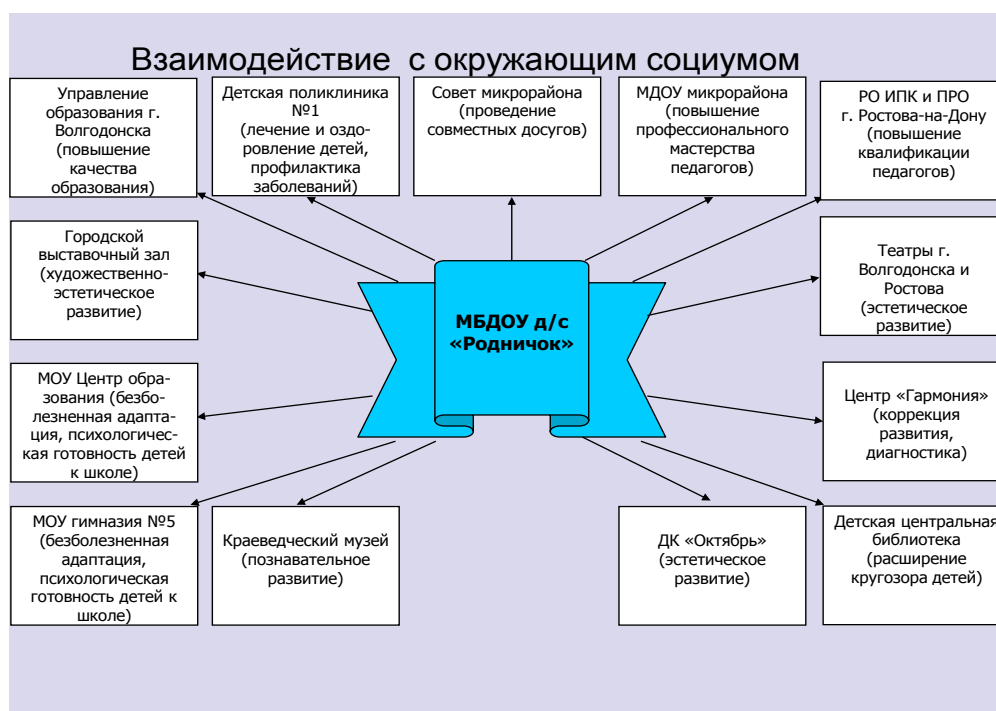 Взаимодействие с окружающим социумом
Управление
образования г.
Волгодонска
(повышение
качества
образования)
Детская поликлиника
№1
(лечение и оздо-
ровление детей,
профилактика
заболеваний)
Совет микрорайона
(проведение
совместных досугов)
МДОУ микрорайона
(повышение
профессионального
мастерства
педагогов)
РО ИПК и ПРО
г. Ростова-на-Дону
(повышение
квалификации
педагогов)
Городской
выставочный зал
(художественно-
эстетическое
развитие)
МБДОУ д/с
«Родничок»
Театры г.
Волгодонска и
Ростова
(эстетическое
развитие)
МОУ Центр обра-
зования (безбо-
лезненная адапта-
ция, психологичес-
кая готовность детей
к школе)
Центр «Гармония»
(коррекция
развития,
диагностика)
МОУ гимназия №5
(безболезненная
адаптация,
психологическая
готовность детей к
школе)
Краеведческий музей
(познавательное
развитие)
ДК «Октябрь»
(эстетическое
развитие)
Детская центральная
библиотека
(расширение
кругозора детей)